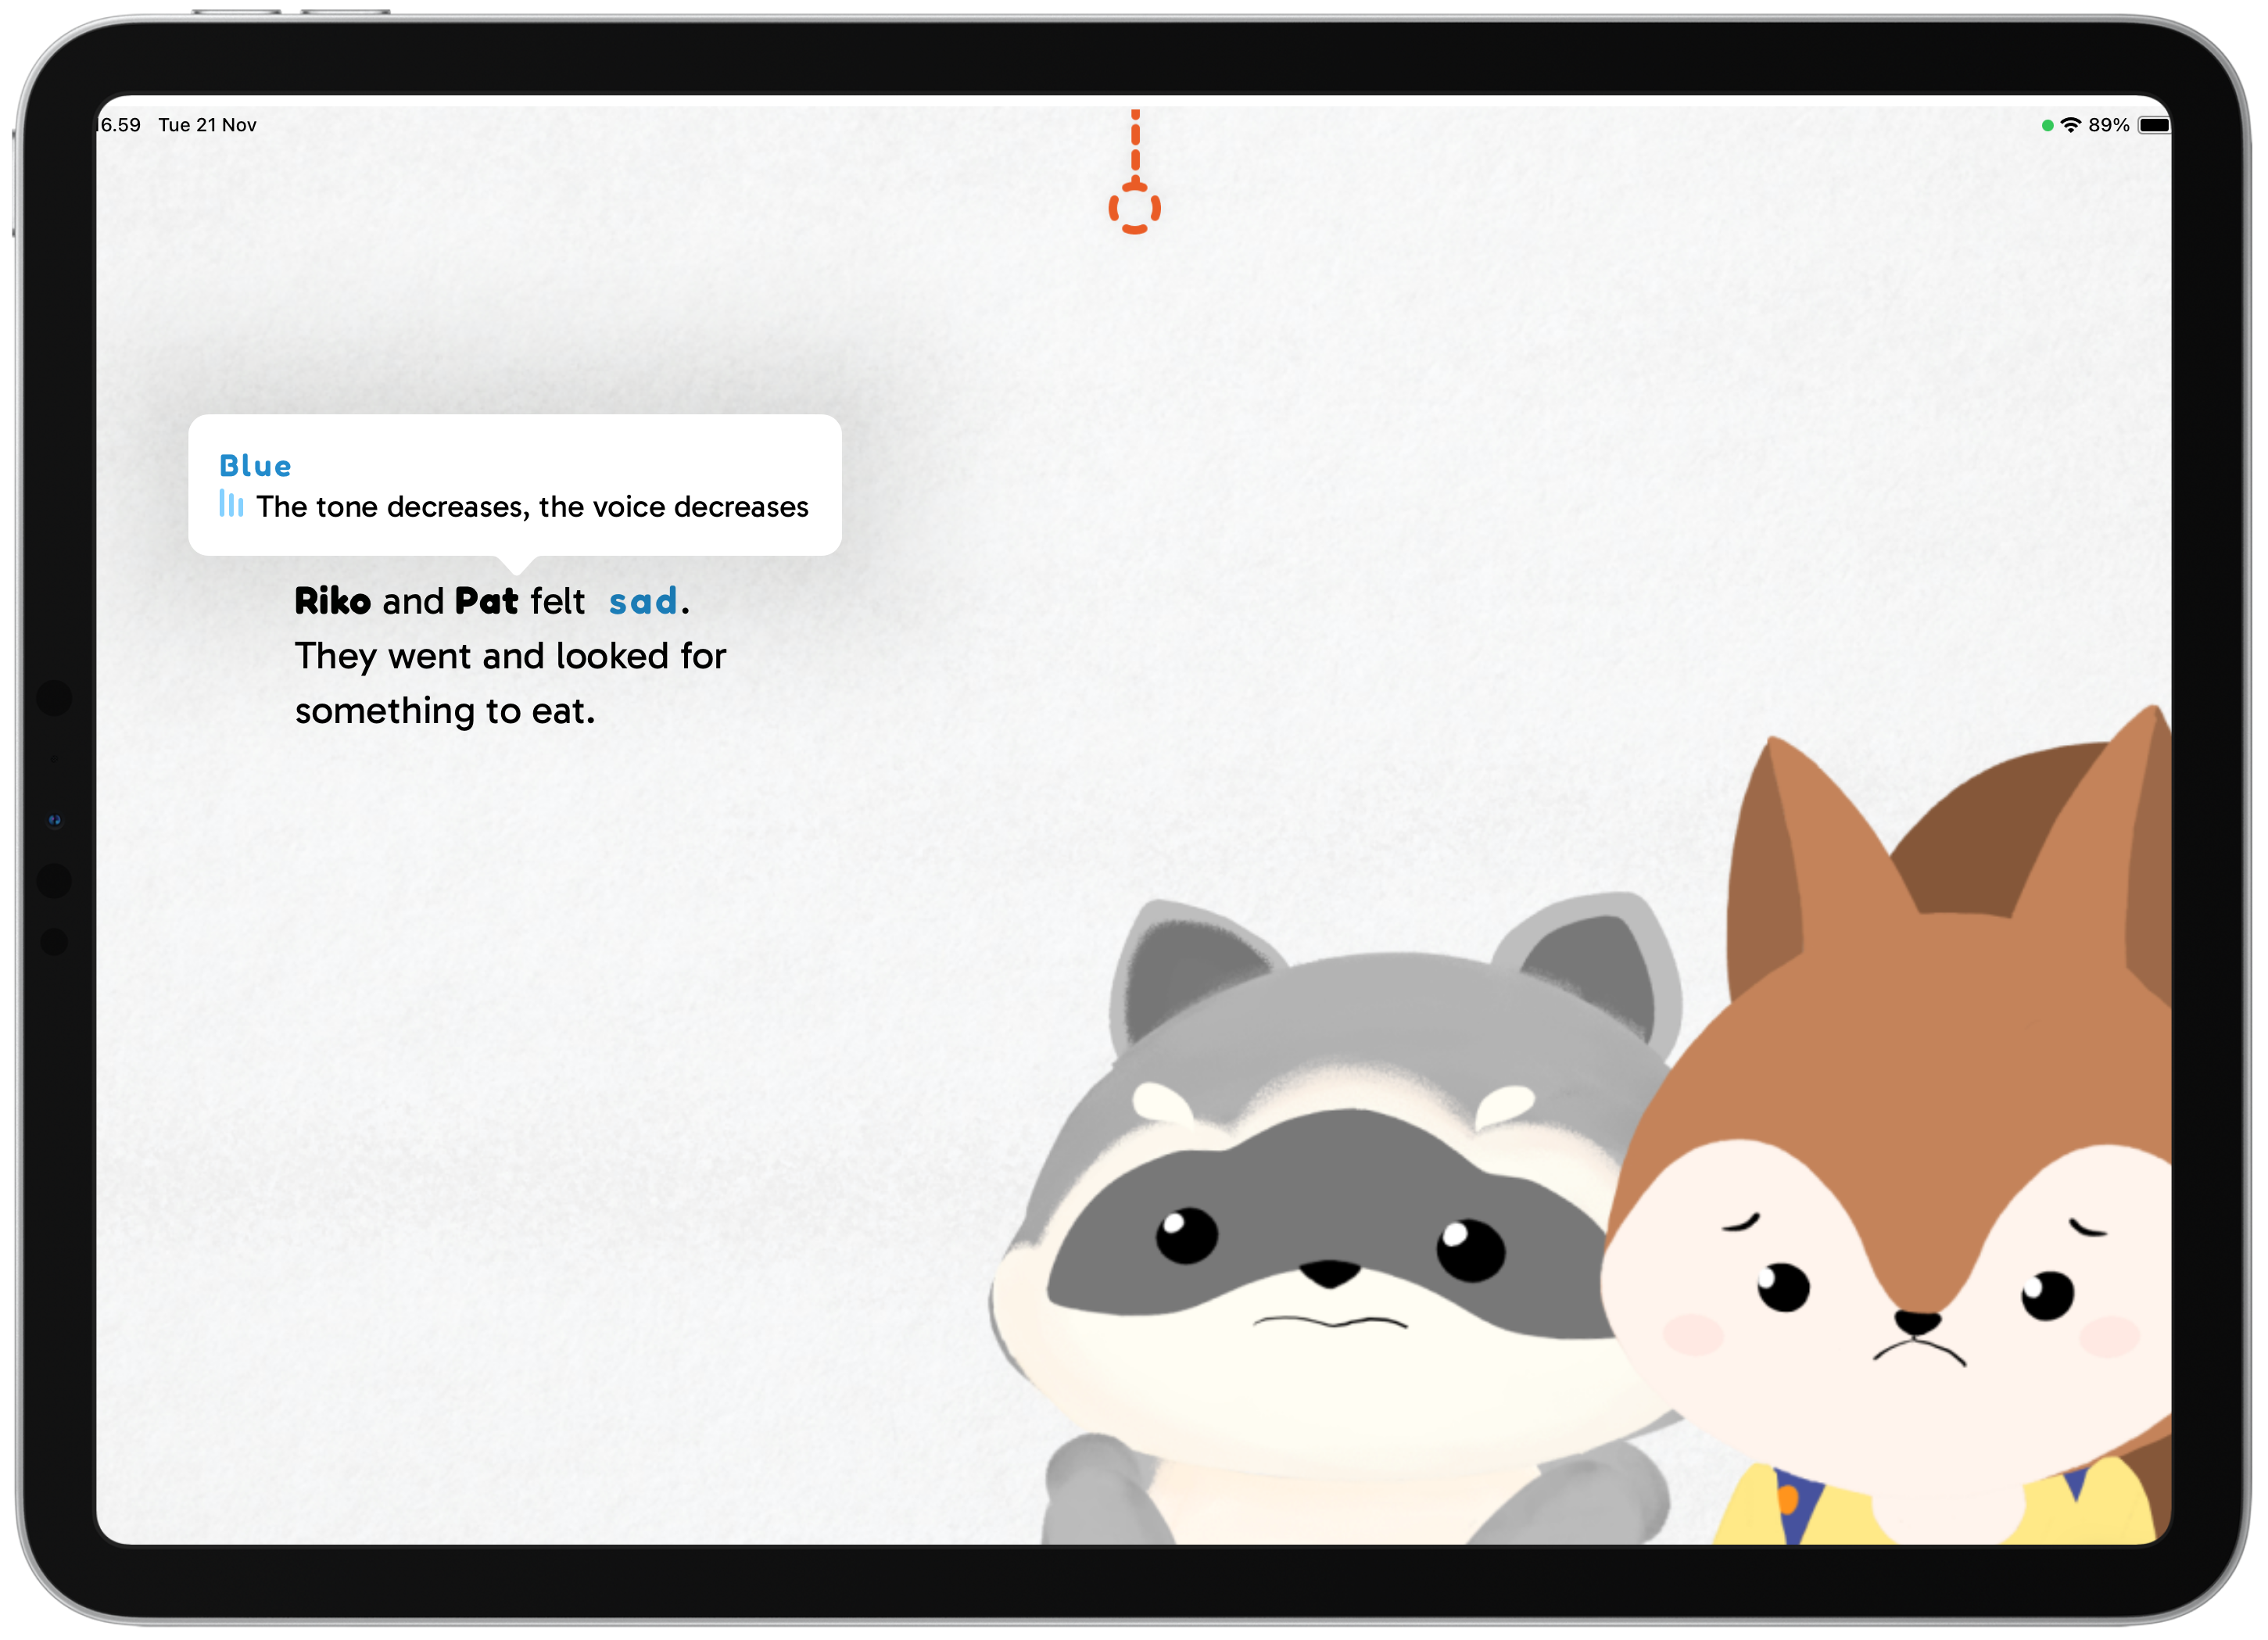 16.59 Tue 21 Nov
89%
Blue
The tone decreases, the voice decreases
Riko and Pat felt sad.
They went and looked for
something to eat.